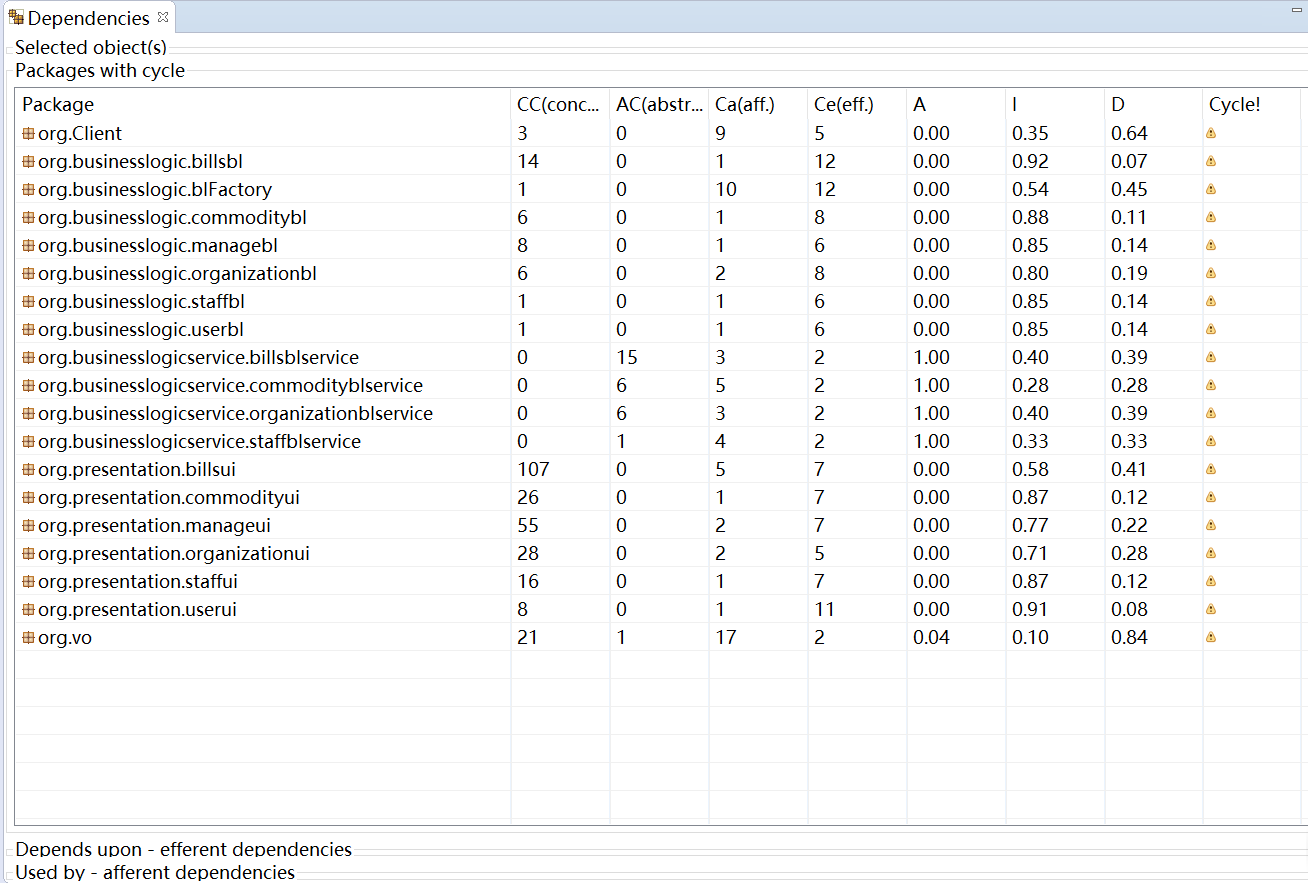 Dependencies
Selected object(s)
Packages with cycle
Package CC(conc... AC(abstr... Ca(aff.) Ce(eff.) A I D Cycle!
org.Client 3 0 9 5 0.00 0.35 0.64
org.businesslogic.billsbl 14 0 1 12 0.00 0.92 0.07
org.businesslogic.blFactory 1 0 10 12 0.00 0.54 0.45
org.businesslogic.commoditybl 6 0 1 8 0.00 0.88 0.11
org.businesslogic.managebl 8 0 1 6 0.00 0.85 0.14
org.businesslogic.organizationbl 6 0 2 8 0.00 0.80 0.19
org.businesslogic.staffbl 1 0 1 6 0.00 0.85 0.14
org.businesslogic.userbl 1 0 1 6 0.00 0.85 0.14
org.businesslogicservice.billsblservice 0 15 3 2 1.00 0.40 0.39
org.businesslogicservice.commodityblservice 0 6 5 2 1.00 0.28 0.28
org.businesslogicservice.organizationblservice 0 6 3 2 1.00 0.40 0.39
org.businesslogicservice.staffblservice 0 1 4 2 1.00 0.33 0.33
org.presentation.billsui 107 0 5 7 0.00 0.58 0.41
org.presentation.commodityui 26 0 1 7 0.00 0.87 0.12
org.presentation.manageui 55 0 2 7 0.00 0.77 0.22
org.presentation.organizationui 28 0 2 5 0.00 0.71 0.28
org.presentation.staffui 16 0 1 7 0.00 0.87 0.12
org.presentation.userui 8 0 1 11 0.00 0.91 0.08
org.vo 21 1 17 2 0.04 0.10 0.84
Depends upon - efferent dependencies
Used by - afferent dependencies